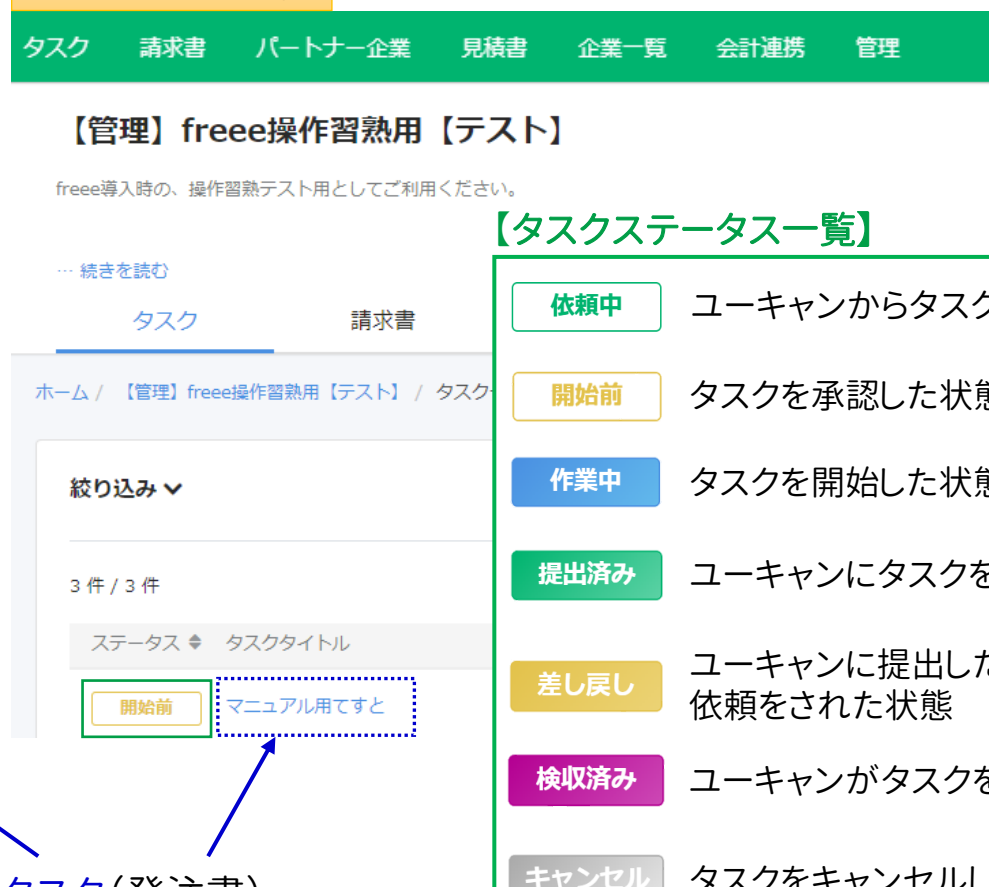 タスク 請求書 パートナー企業 見積書 企業一覧 会計連携 管理
【管理】freee操作習熟用【テスト】
freee導入時の、操作習熟テスト用としてご利用ください。
… 続きを読む
タスク 請求書
ホーム / 【管理】freee操作習熟用【テスト】 / タスク
絞り込み
3 件 / 3 件
ステータス タスクタイトル
開始前 マニュアル用てすと
タスク(発注書)
【タスクステータス一覧】
依頼中 ユーキャンからタスク
開始前 タスクを承認した状態
作業中 タスクを開始した状態
提出済み ユーキャンにタスクを
差し戻し ユーキャンに提出した
依頼をされた状態
検収済み ユーキャンがタスクを
キャンセル タスクをキャンセルし